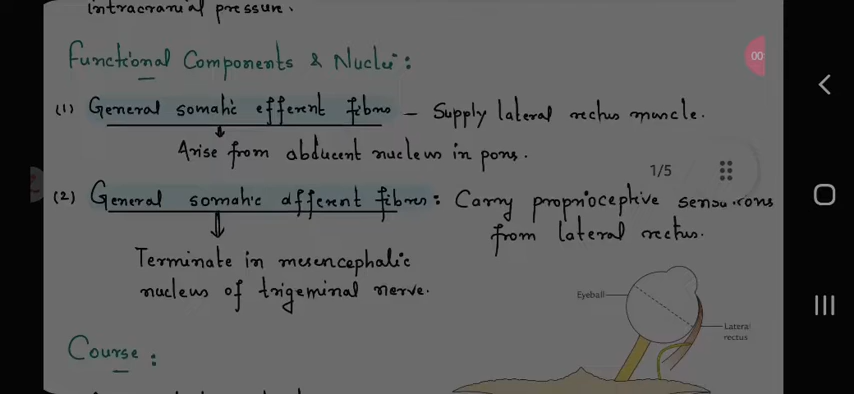 intracranial pressure.
Functional Components & Nuclei:
00
(1) General somatic efferent fibres – Supply lateral rectus muscle.
Arise from abducent nucleus in pons.
1/5
(2) General somatic afferent fibres: Carry proprioceptive sensations
from lateral rectus.
Terminate in mesencephalic
nucleus of trigeminal nerve.
Eyeball
Lateral
rectus
Course: